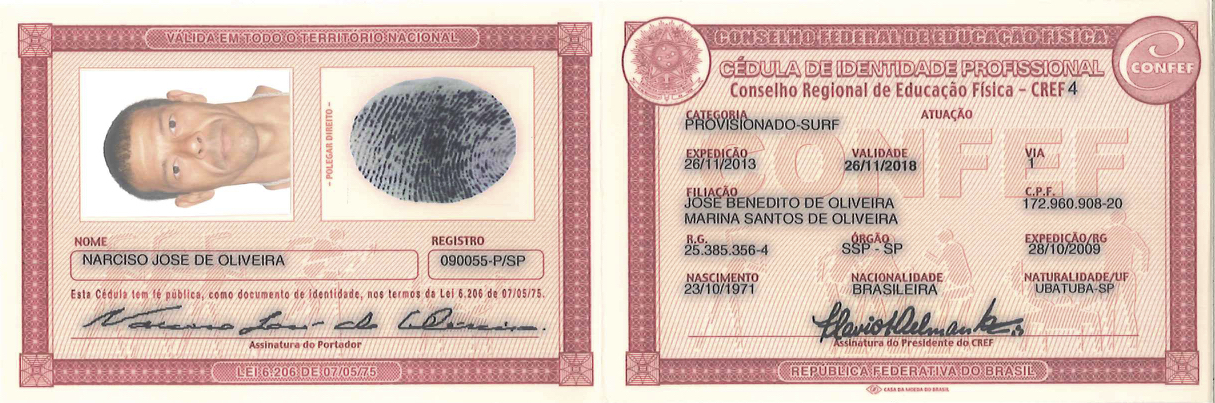 VÁLIDA EM TODO O TERRITÓRIO NACIONAL
- POLEGAR DIREITO -
NOME
REGISTRO
NARCISO JOSE DE OLIVEIRA
090055-P/SP
Esta Cédula tem fé pública, como documento de identidade, nos termos da Lei 6.206 de 07/05/75.
Assinatura do Portador
LEI 6.206 DE 07/05/75
CONSELHO FEDERAL DE EDUCAÇÃO FÍSICA
CÉDULA DE IDENTIDADE PROFISSIONAL
Conselho Regional de Educação Física - CREF 4
CONFEF
CATEGORIA
ATUAÇÃO
PROVISIONADO-SURF
EXPEDIÇÃO
VALIDADE
VIA
26/11/2013
26/11/2018
1
FILIAÇÃO
C.P.F.
JOSE BENEDITO DE OLIVEIRA
172.960.908-20
MARINA SANTOS DE OLIVEIRA
R.G.
ÓRGÃO
EXPEDIÇÃO/RG
25.385.356-4
SSP - SP
28/10/2009
NASCIMENTO
NACIONALIDADE
NATURALIDADE/UF
23/10/1971
BRASILEIRA
UBATUBA-SP
CONFEF
Assinatura do Presidente do CREF
REPÚBLICA FEDERATIVA DO BRASIL
CASA DA MOEDA DO BRASIL